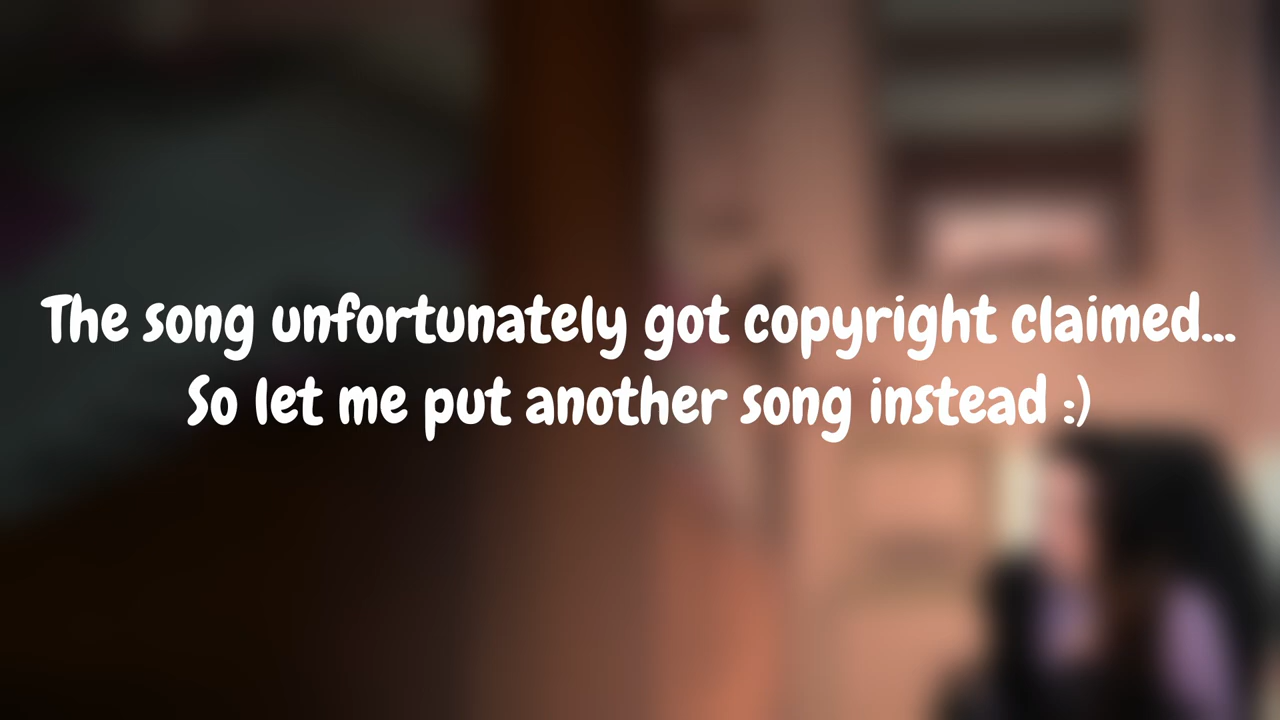 The song unfortunately got copyright claimed...
So let me put another song instead :)